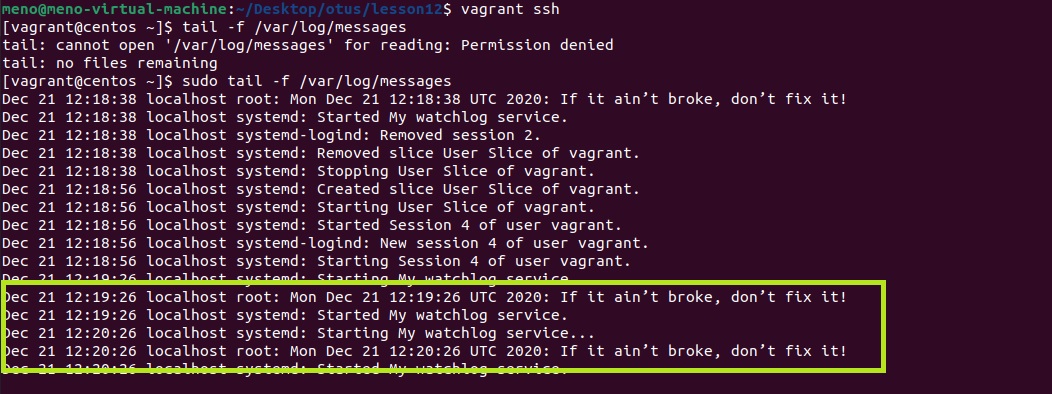 meno@meno-virtual-machine:~/Desktop/otus/lesson12$ vagrant ssh
[vagrant@centos ~]$ tail -f /var/log/messages
tail: cannot open '/var/log/messages' for reading: Permission denied
tail: no files remaining
[vagrant@centos ~]$ sudo tail -f /var/log/messages
Dec 21 12:18:38 localhost root: Mon Dec 21 12:18:38 UTC 2020: If it ain’t broke, don’t fix it!
Dec 21 12:18:38 localhost systemd: Started My watchlog service.
Dec 21 12:18:38 localhost systemd-logind: Removed session 2.
Dec 21 12:18:38 localhost systemd: Removed slice User Slice of vagrant.
Dec 21 12:18:38 localhost systemd: Stopping User Slice of vagrant.
Dec 21 12:18:56 localhost systemd: Created slice User Slice of vagrant.
Dec 21 12:18:56 localhost systemd: Starting User Slice of vagrant.
Dec 21 12:18:56 localhost systemd: Started Session 4 of user vagrant.
Dec 21 12:18:56 localhost systemd-logind: New session 4 of user vagrant.
Dec 21 12:18:56 localhost systemd: Starting Session 4 of user vagrant.
Dec 21 12:19:26 localhost systemd: Starting My watchlog service...
Dec 21 12:19:26 localhost root: Mon Dec 21 12:19:26 UTC 2020: If it ain’t broke, don’t fix it!
Dec 21 12:19:26 localhost systemd: Started My watchlog service.
Dec 21 12:20:26 localhost systemd: Starting My watchlog service...
Dec 21 12:20:26 localhost root: Mon Dec 21 12:20:26 UTC 2020: If it ain’t broke, don’t fix it!
Dec 21 12:20:26 localhost systemd: Started My watchlog service.